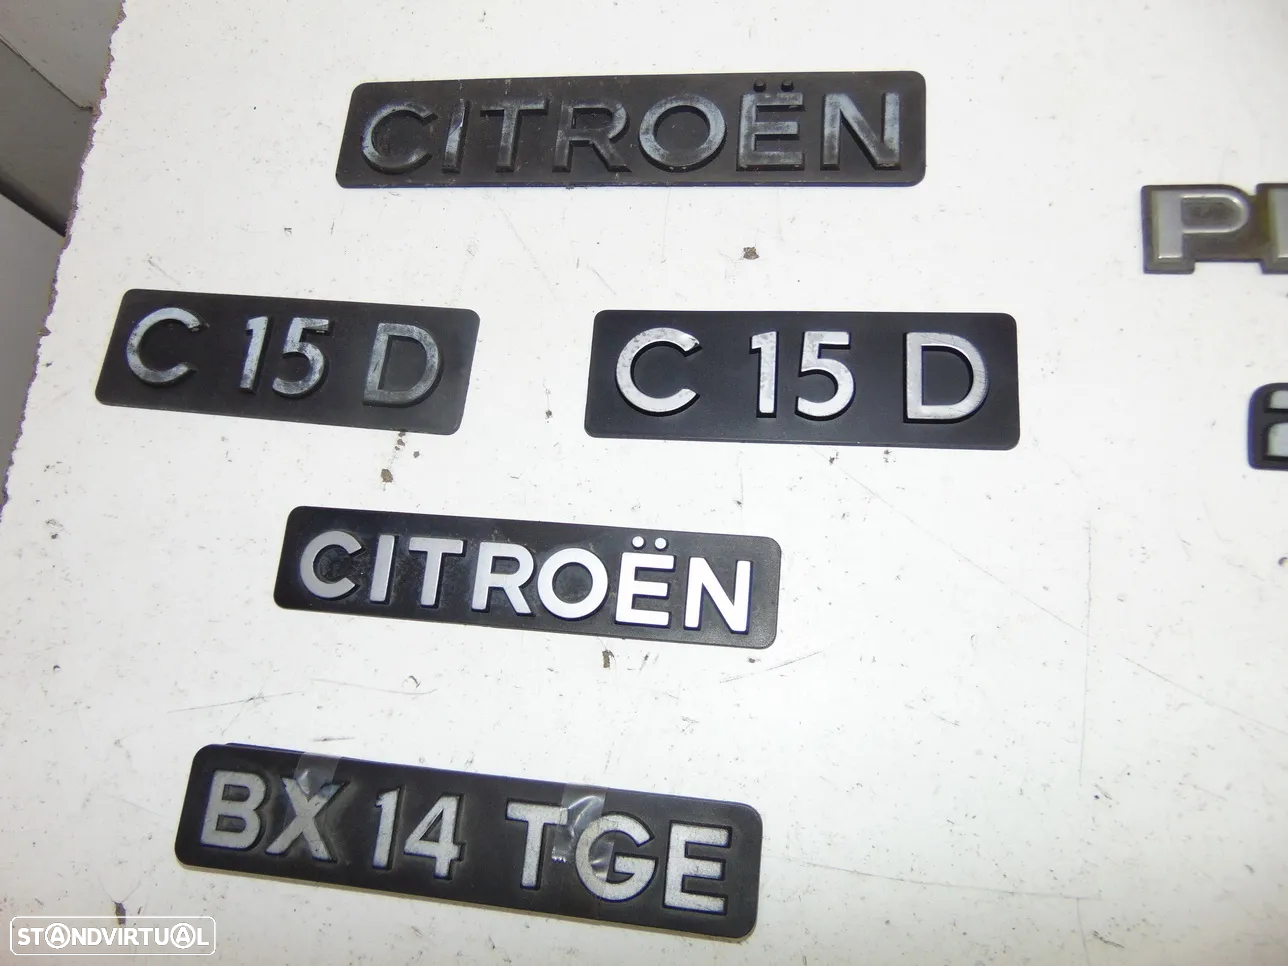 CITROËN
C 15 D
C 15 D
CITROËN
BX 14 TGE
STANDVIRTUAL